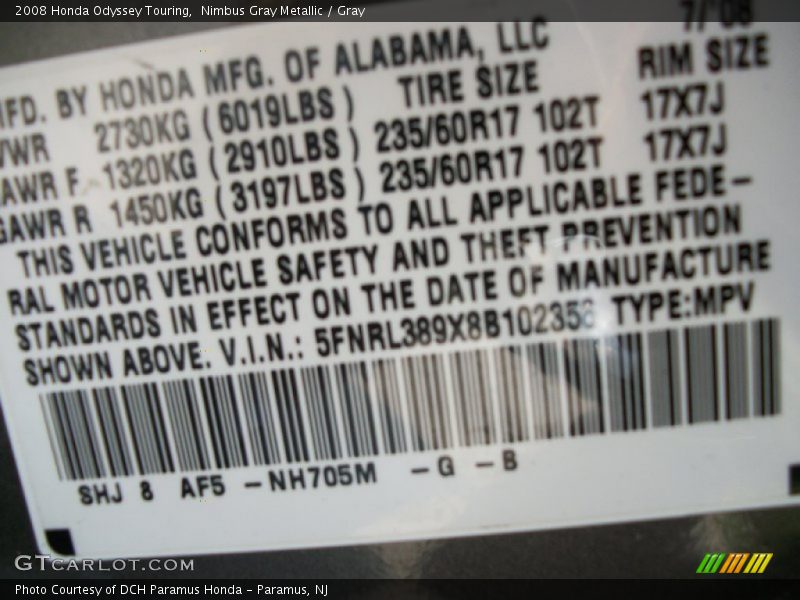 2008 Honda Odyssey Touring, Nimbus Gray Metallic / Gray
7/'08
MFD. BY HONDA MFG. OF ALABAMA, LLC
TIRE SIZE RIM SIZE
VWR 2730KG (6019LBS)
AWR F 1320KG (2910LBS) 235/60R17 102T 17X7J
GAWR R 1450KG (3197LBS) 235/60R17 102T 17X7J
THIS VEHICLE CONFORMS TO ALL APPLICABLE FEDE-
RAL MOTOR VEHICLE SAFETY AND THEFT PREVENTION
STANDARDS IN EFFECT ON THE DATE OF MANUFACTURE
SHOWN ABOVE. V.I.N.: 5FNRL389X8B102358 TYPE:MPV
SHJ 8 AF5 -NH705M -G -B
GTCARLOT.COM
Photo Courtesy of DCH Paramus Honda - Paramus, NJ